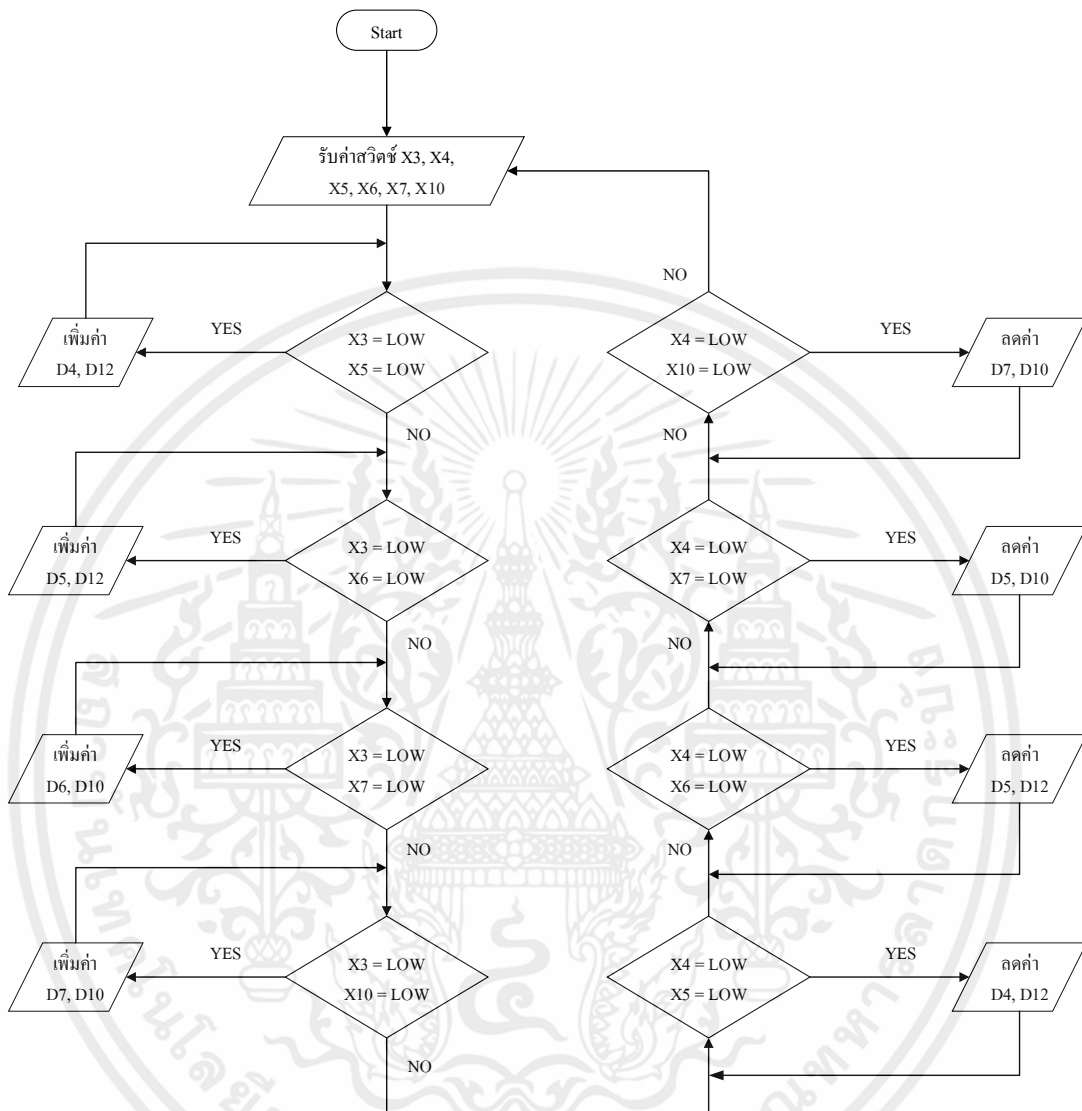 Start
รับค่าสวิตช์ X3, X4,
X5, X6, X7, X10
X3 = LOW
X5 = LOW
YES
เพิ่มค่า
D4, D12
NO
X3 = LOW
X6 = LOW
YES
เพิ่มค่า
D5, D12
NO
X3 = LOW
X7 = LOW
YES
เพิ่มค่า
D6, D10
NO
X3 = LOW
X10 = LOW
YES
เพิ่มค่า
D7, D10
NO
NO
X4 = LOW
X10 = LOW
YES
ลดค่า
D7, D10
NO
X4 = LOW
X7 = LOW
YES
ลดค่า
D5, D10
NO
X4 = LOW
X6 = LOW
YES
ลดค่า
D5, D12
NO
X4 = LOW
X5 = LOW
YES
ลดค่า
D4, D12